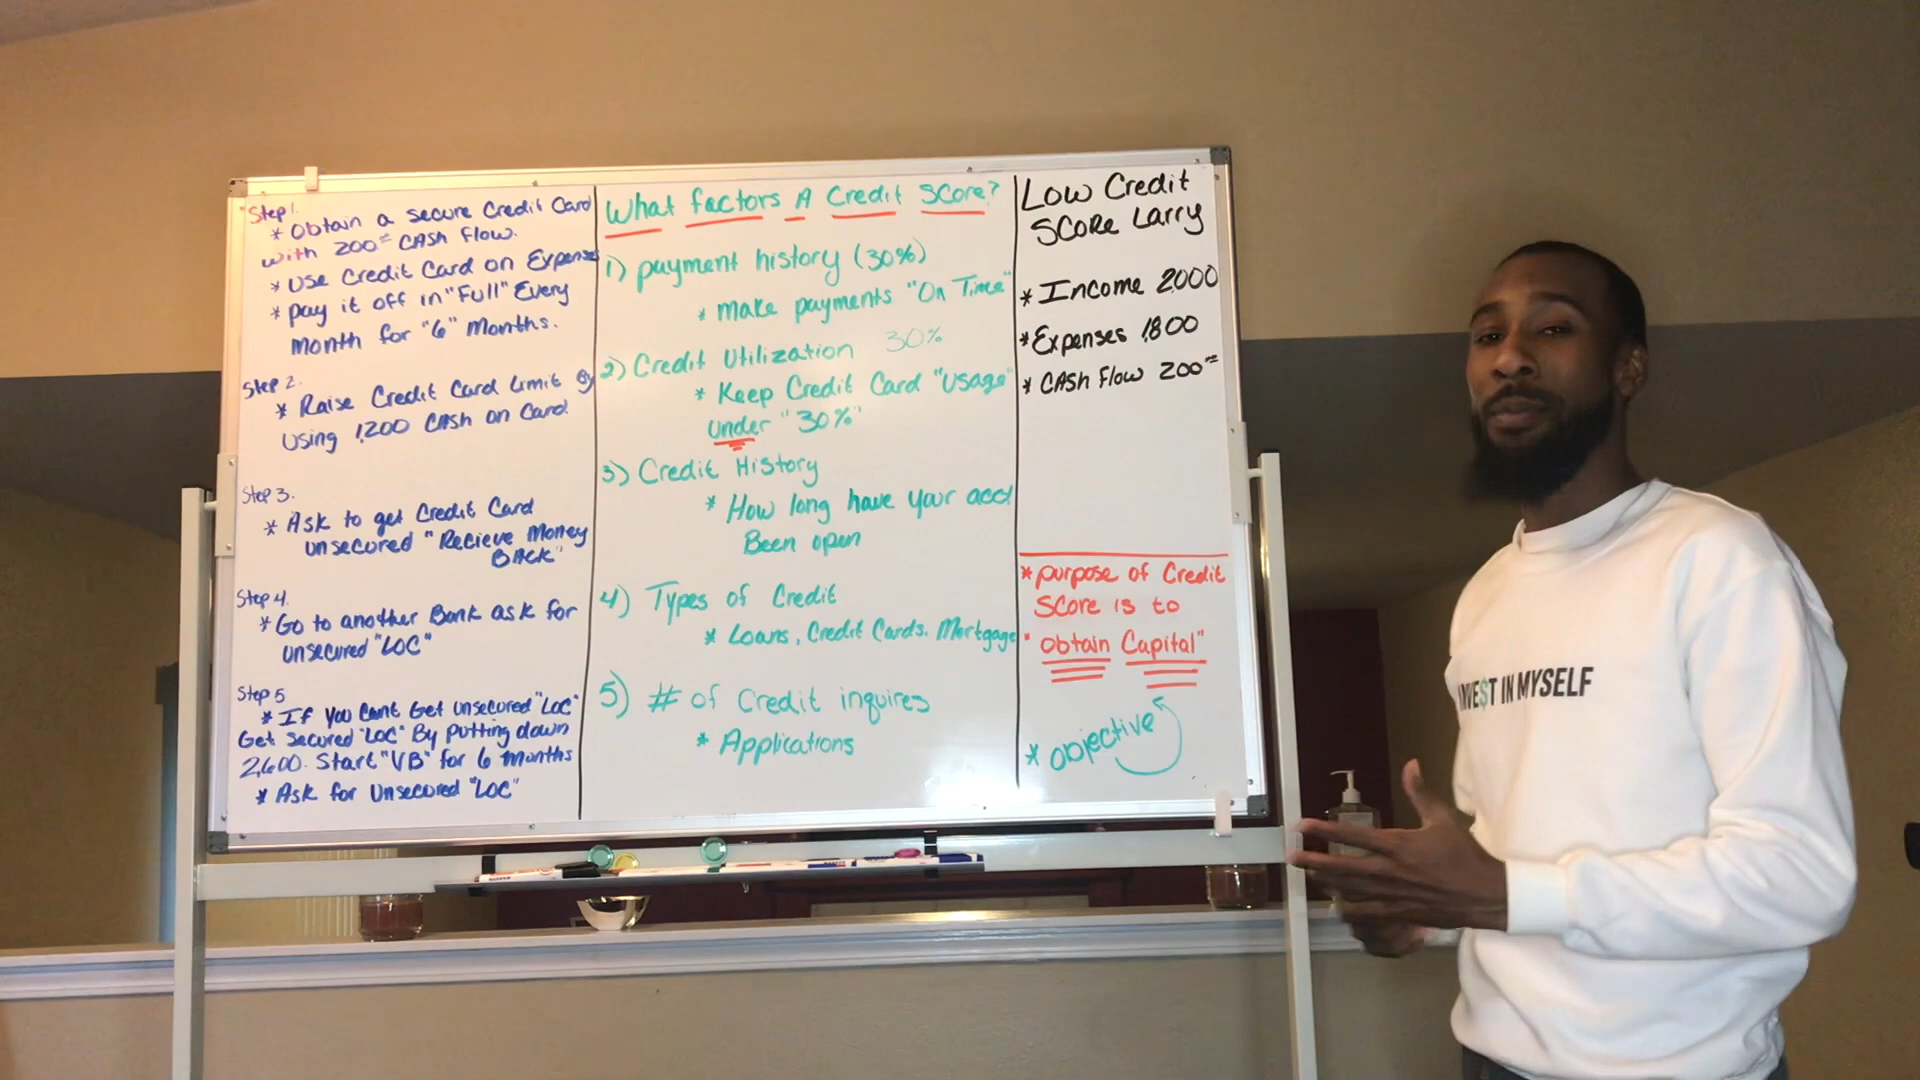 "Step 1.
* Obtain a secure Credit Card
with 200= CASH Flow.
* Use Credit Card on Expenses
* pay it off in "Full" Every
Month for "6" Months.
Step 2.
* Raise Credit Card Limit By
Using 1,200 CASH on Card
Step 3.
* Ask to get Credit Card
unsecured "Recieve Money
BACK"
Step 4.
* Go to another Bank ask for
unsecured "LOC"
Step 5
* If you Cant Get unsecured "LOC"
Get secured "LOC" By putting down
2,600. Start "VB" for 6 months
* Ask for Unsecured "LOC"
What factors A Credit Score?
1) payment history (30%)
* make payments "On Time"
2) Credit Utilization 30%
* Keep Credit Card "Usage"
Under "30%"
3) Credit History
* How long have your acct
Been open
4) Types of Credit
* Loans, Credit Cards. Mortgage
5) # of Credit inquires
* Applications
Low Credit
SCORE Larry
* Income 2,000
* Expenses 1,800
* CASH Flow 200=
* purpose of Credit
Score is to
"obtain Capital"
* objective
INVE$T IN MYSELF